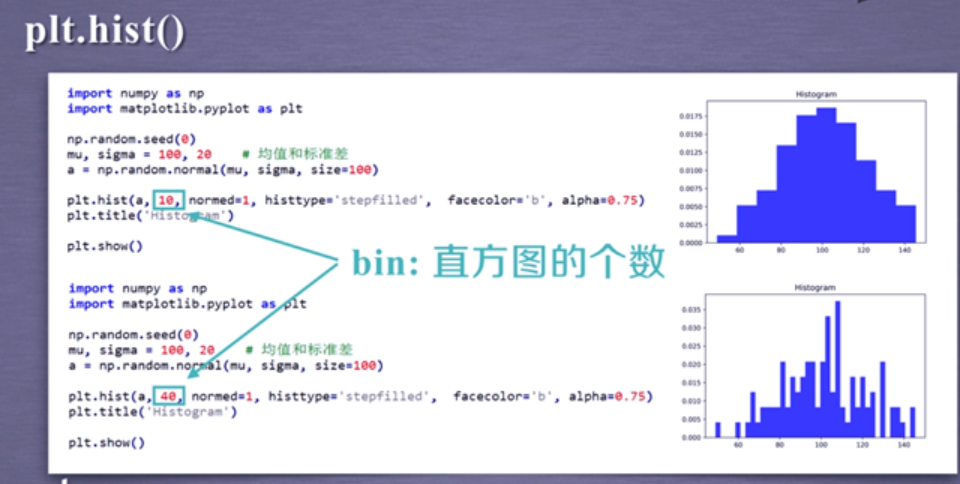 plt.hist()
import numpy as np
import matplotlib.pyplot as plt
np.random.seed(0)
mu, sigma = 100, 20 # 均值和标准差
a = np.random.normal(mu, sigma, size=100)
plt.hist(a, 10, normed=1, histtype='stepfilled', facecolor='b', alpha=0.75)
plt.title('Histogram')
plt.show()
bin: 直方图的个数
import numpy as np
import matplotlib.pyplot as plt
np.random.seed(0)
mu, sigma = 100, 20 # 均值和标准差
a = np.random.normal(mu, sigma, size=100)
plt.hist(a, 40, normed=1, histtype='stepfilled', facecolor='b', alpha=0.75)
plt.title('Histogram')
plt.show()
Histogram
0.0175
0.0150
0.0125
0.0100
0.0075
0.0050
0.0025
0.0000
60 80 100 120 140
Histogram
0.035
0.030
0.025
0.020
0.015
0.010
0.005
0.000
60 80 100 120 140